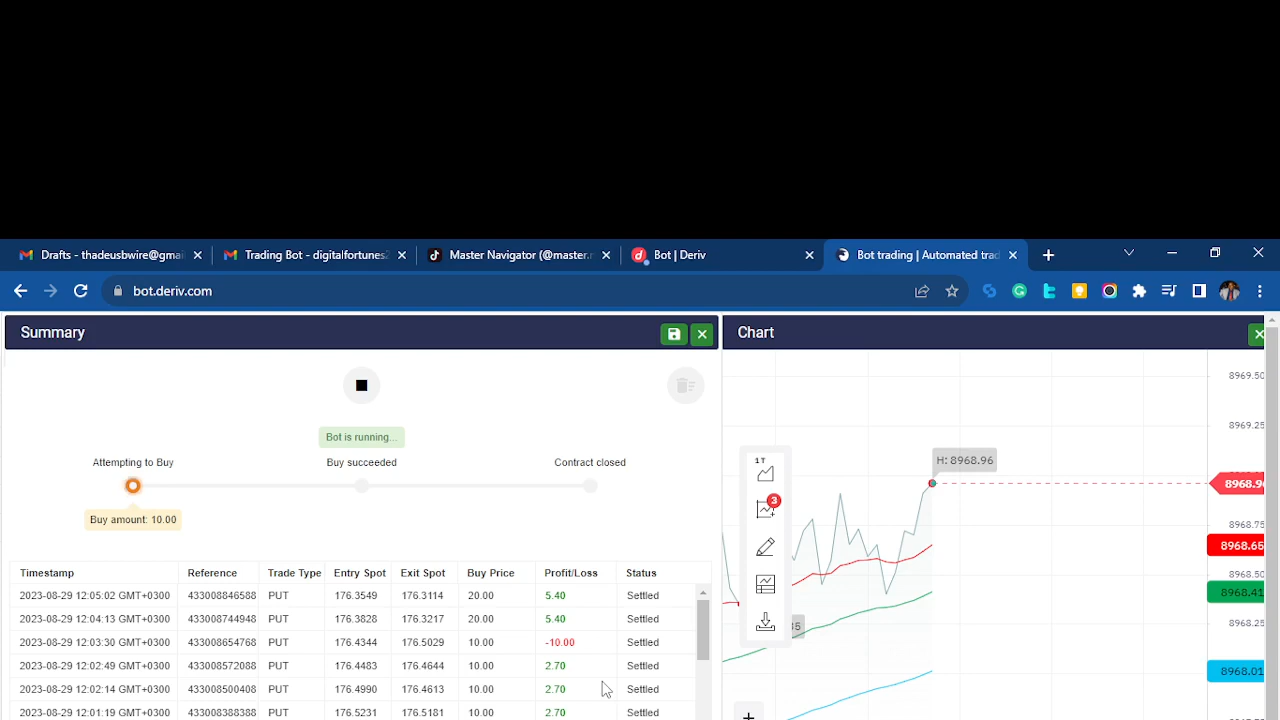 Drafts - thadeusbwire@gmai
Trading Bot - digitalfortunes
Master Navigator (@master.r
Bot | Deriv
Bot trading | Automated trad
bot.deriv.com
Summary
Chart
Bot is running...
Attempting to Buy
Buy succeeded
Contract closed
Buy amount: 10.00
Timestamp Reference Trade Type Entry Spot Exit Spot Buy Price Profit/Loss Status
2023-08-29 12:05:02 GMT+0300 433008846588 PUT 176.3549 176.3114 20.00 5.40 Settled
2023-08-29 12:04:13 GMT+0300 433008744948 PUT 176.3828 176.3217 20.00 5.40 Settled
2023-08-29 12:03:30 GMT+0300 433008654768 PUT 176.4344 176.5029 10.00 -10.00 Settled
2023-08-29 12:02:49 GMT+0300 433008572088 PUT 176.4483 176.4644 10.00 2.70 Settled
2023-08-29 12:02:14 GMT+0300 433008500408 PUT 176.4990 176.4613 10.00 2.70 Settled
2023-08-29 12:01:19 GMT+0300 433008388388 PUT 176.5231 176.5181 10.00 2.70 Settled
1T
3
35
H: 8968.96
8969.50
8969.25
8968.96
8968.75
8968.65
8968.50
8968.41
8968.25
8968.01